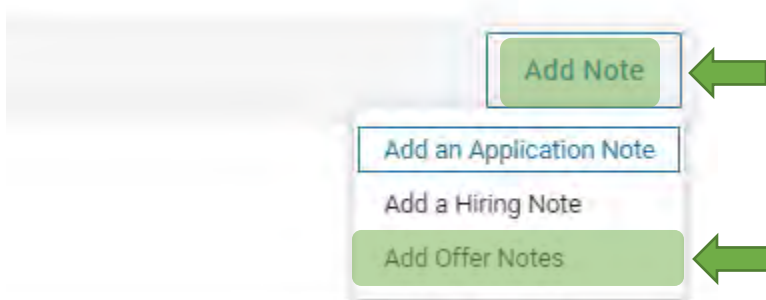 Add Note
Add an Application Note
Add a Hiring Note
Add Offer Notes